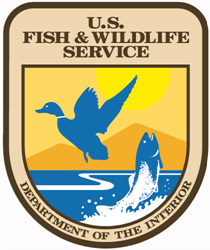 U.S.
FISH & WILDLIFE
SERVICE
DEPARTMENT OF THE INTERIOR